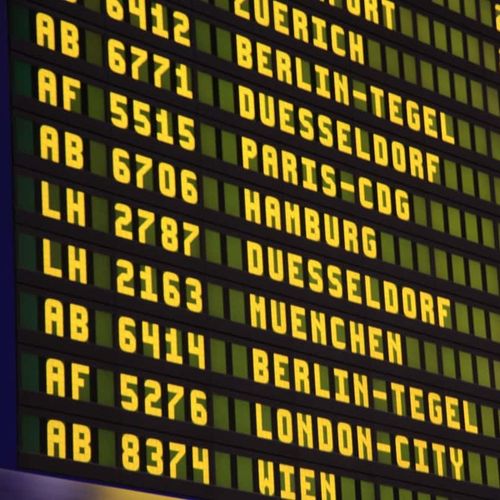 6412 BERLIN-TEGEL
AB 6771 DUESSELDORF
AF 5515 PARIS-CDG
AB 6706 HAMBURG
LH 2787 DUESSELDORF
LH 2163 MUENCHEN
AB 6414 BERLIN-TEGEL
AF 5276 LONDON-CITY
AB 8374 WIEN
ZUERICH